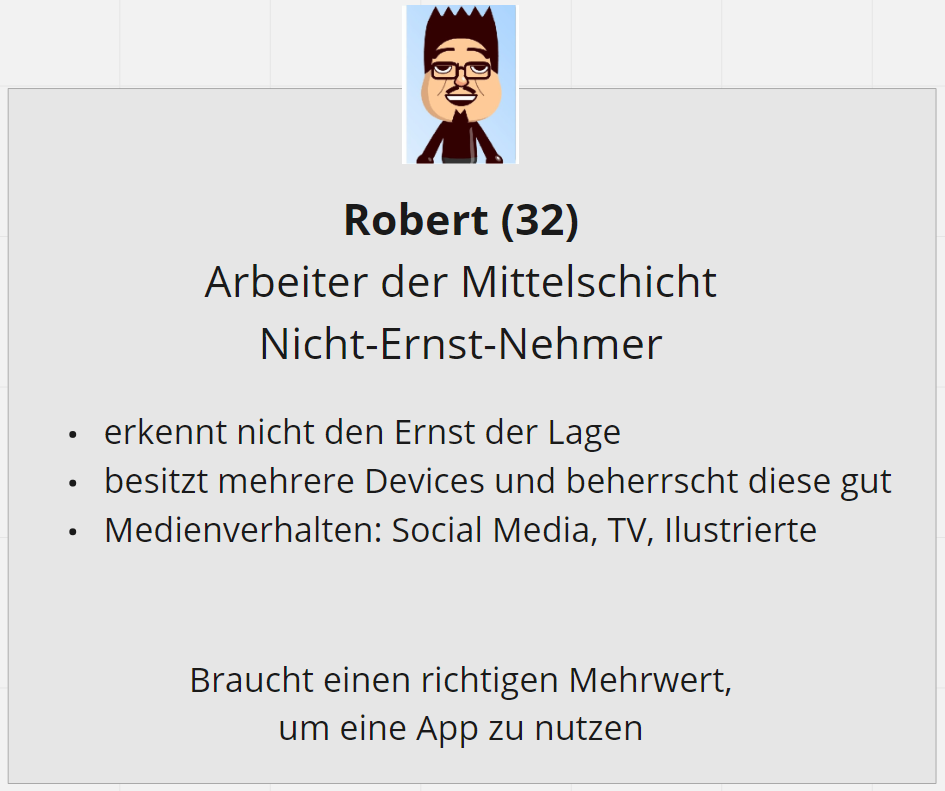 Robert (32)
Arbeiter der Mittelschicht
Nicht-Ernst-Nehmer
• erkennt nicht den Ernst der Lage
• besitzt mehrere Devices und beherrscht diese gut
• Medienverhalten: Social Media, TV, Ilustrierte
Braucht einen richtigen Mehrwert,
um eine App zu nutzen